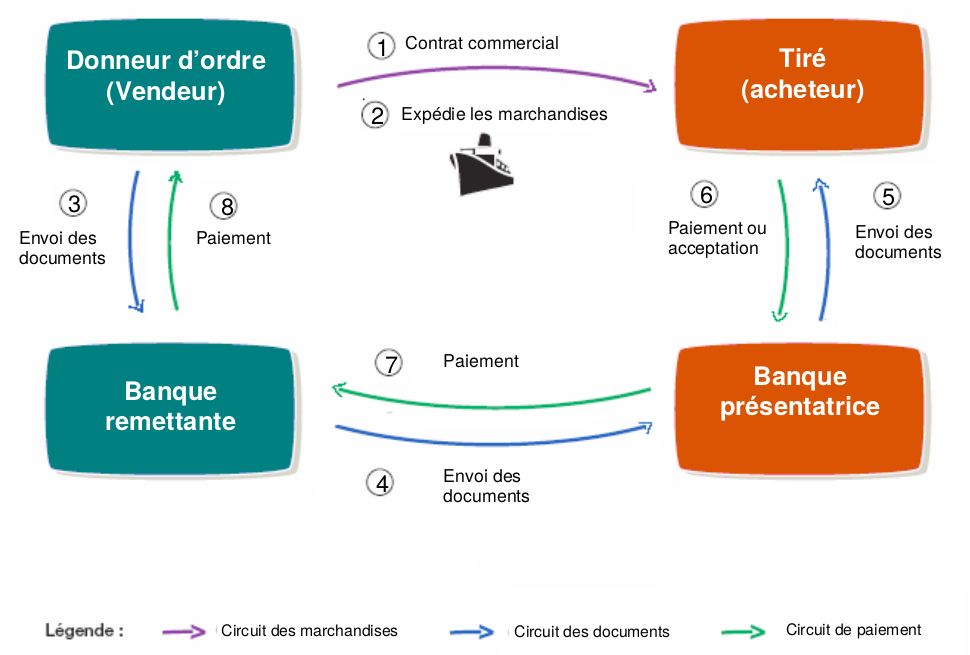 Donneur d'ordre
(Vendeur)
1 Contrat commercial
2 Expédie les marchandises
Tiré
(acheteur)
3
Envoi des
documents
8
Paiement
6
Paiement ou
acceptation
5
Envoi des
documents
Banque
remettante
7 Paiement
4 Envoi des
documents
Banque
présentatrice
Légende :
Circuit des marchandises
Circuit des documents
Circuit de paiement